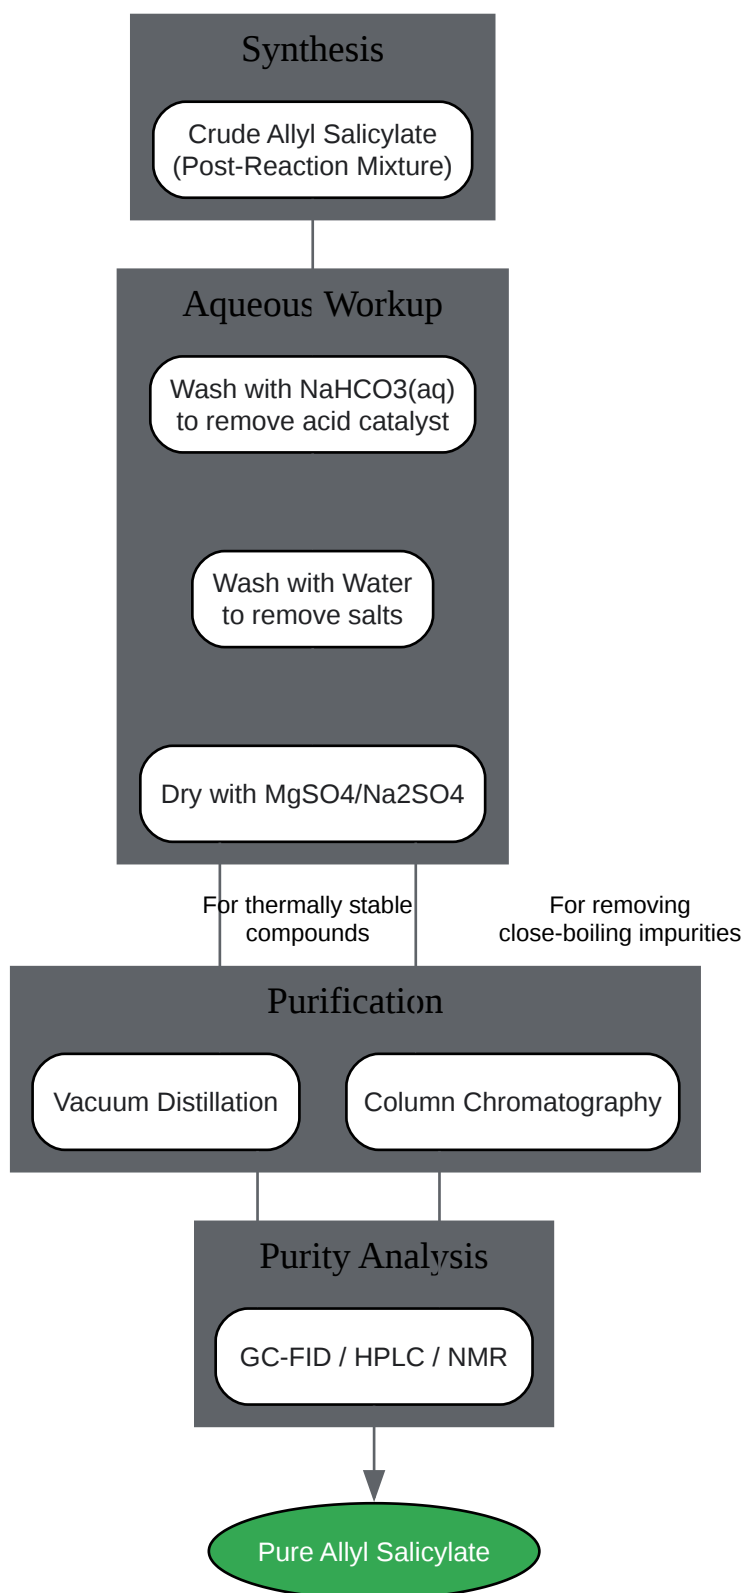 Synthesis
Crude Allyl Salicylate
(Post-Reaction Mixture)
Aqueous Workup
Wash with NaHCO3(aq)
to remove acid catalyst
Wash with Water
to remove salts
Dry with MgSO4/Na2SO4
For thermally stable
compounds
For removing
close-boiling impurities
Purification
Vacuum Distillation
Column Chromatography
Purity Analysis
GC-FID / HPLC / NMR
Pure Allyl Salicylate